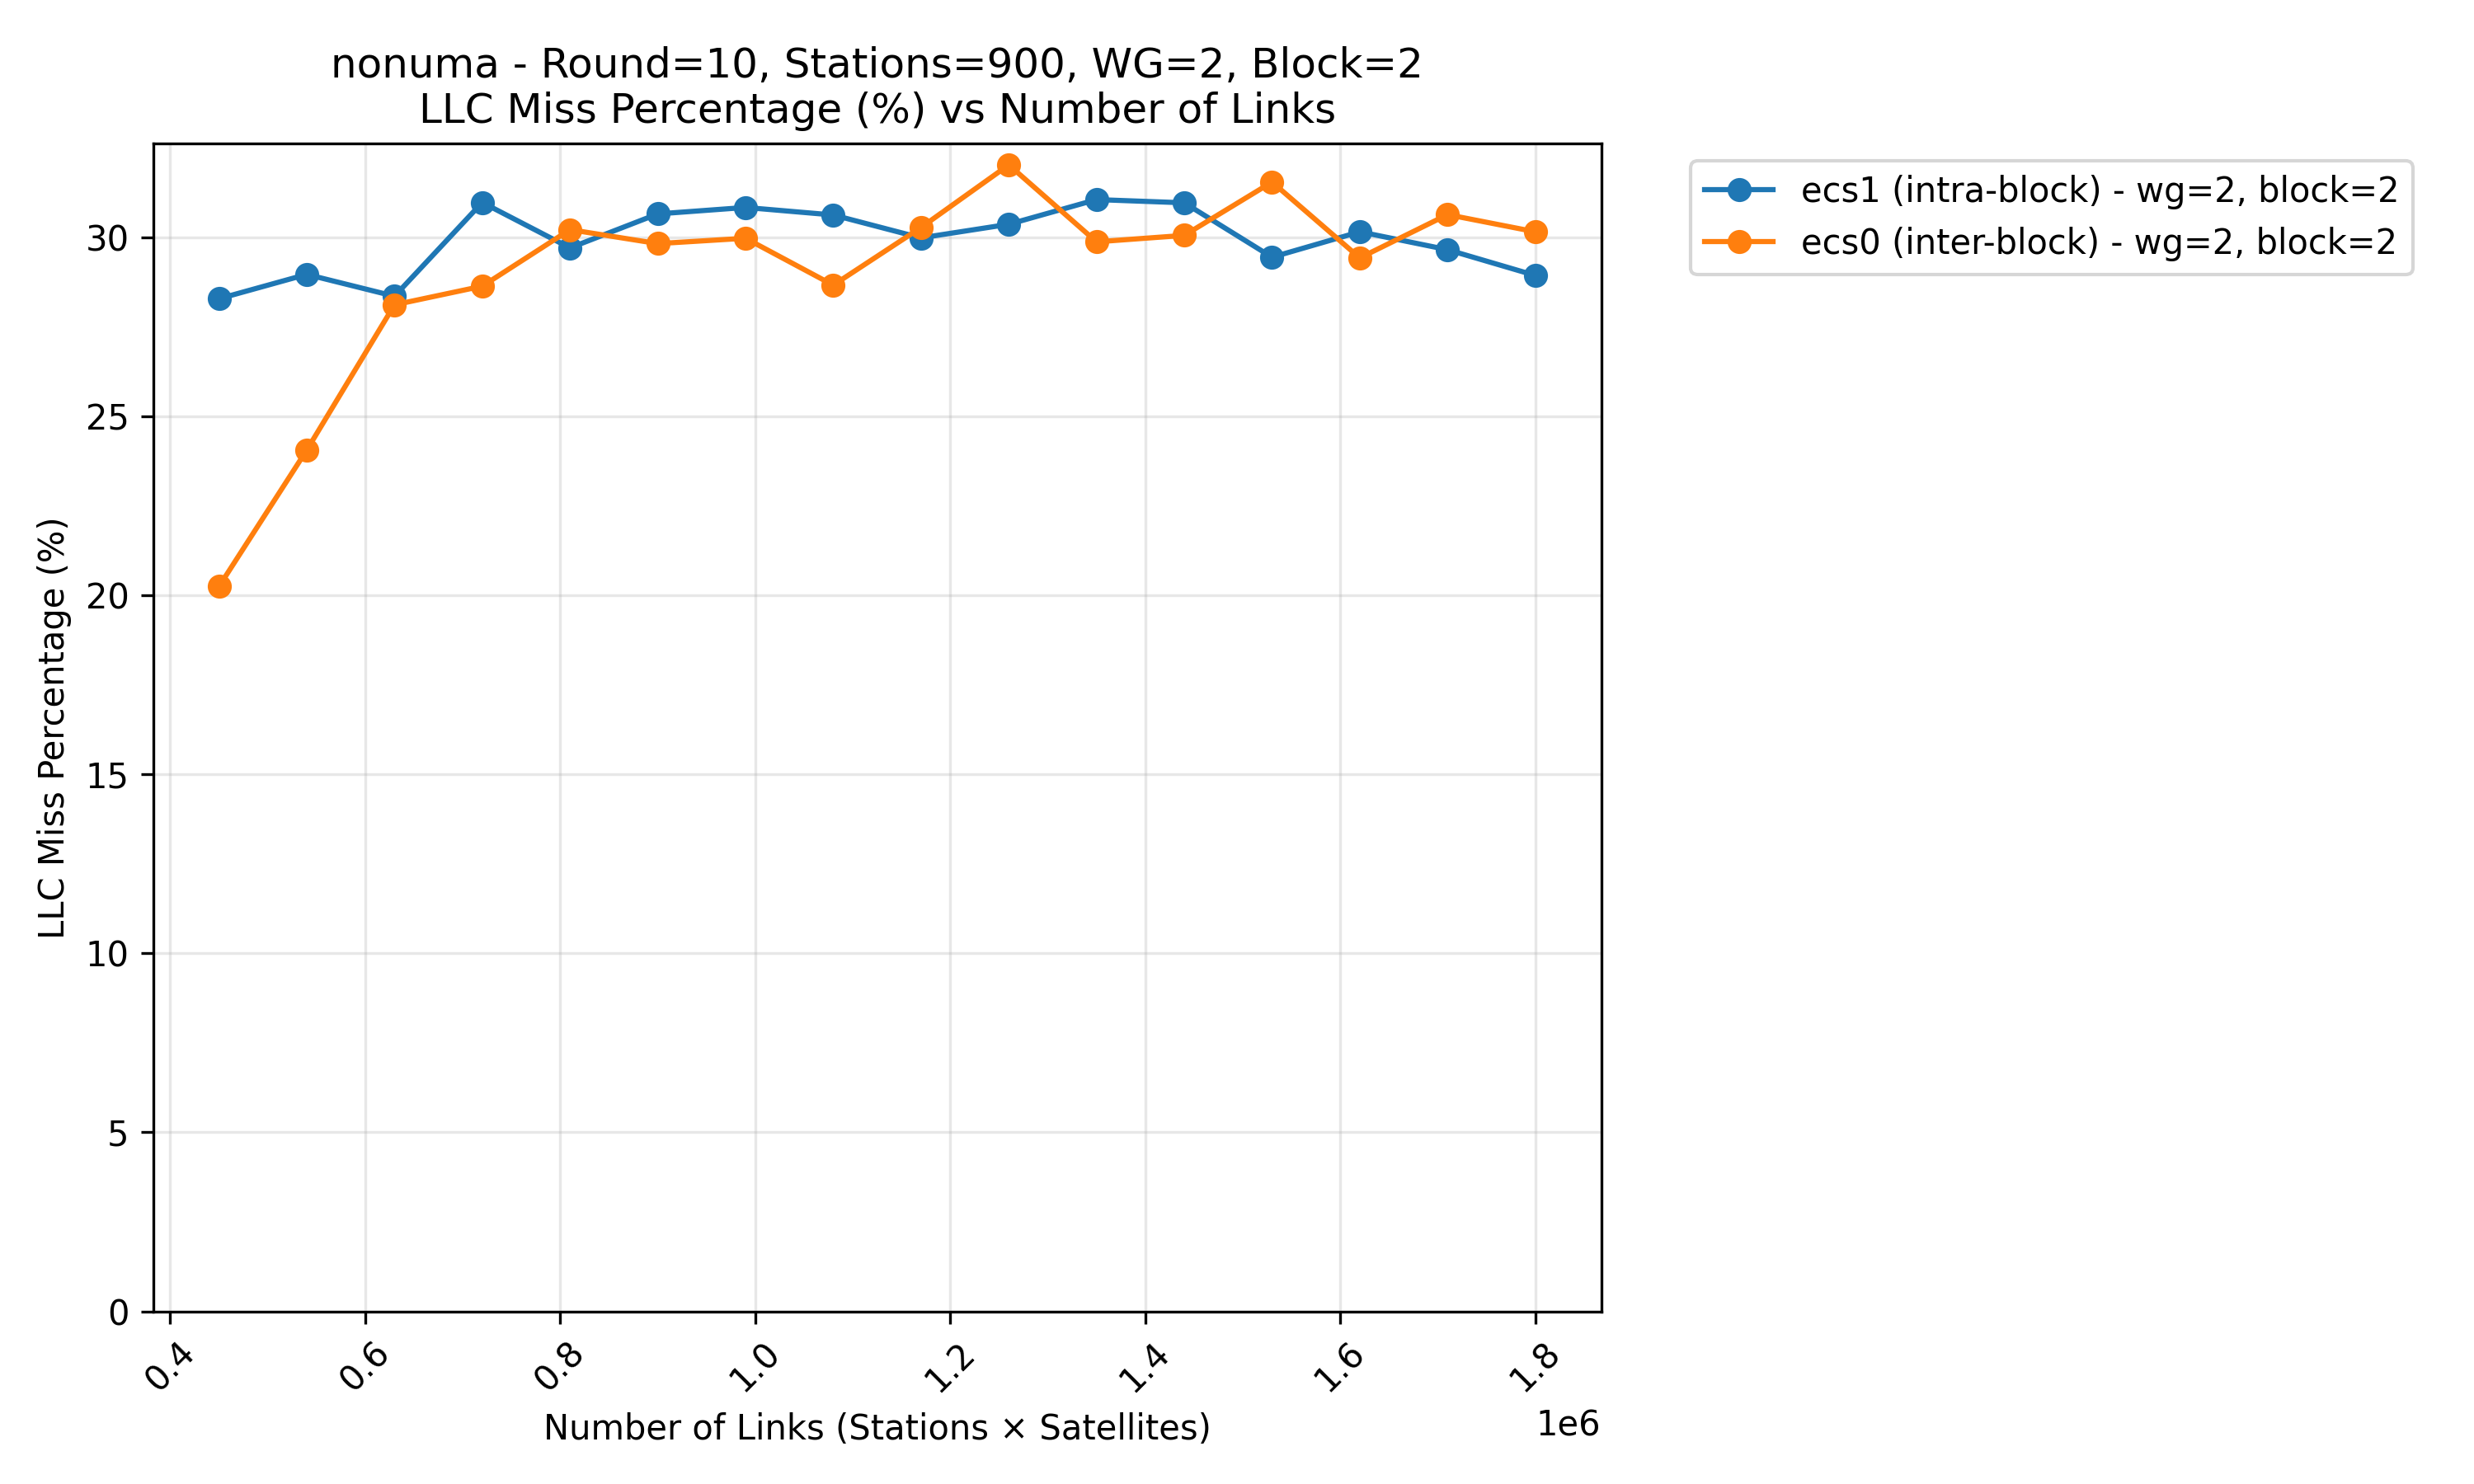 nonuma - Round=10, Stations=900, WG=2, Block=2
LLC Miss Percentage (%) vs Number of Links
ecs1 (intra-block) - wg=2, block=2
ecs0 (inter-block) - wg=2, block=2
LLC Miss Percentage (%)
30
25
20
15
10
5
0
0.4
0.6
0.8
1.0
1.2
1.4
1.6
1.8
1e6
Number of Links (Stations × Satellites)